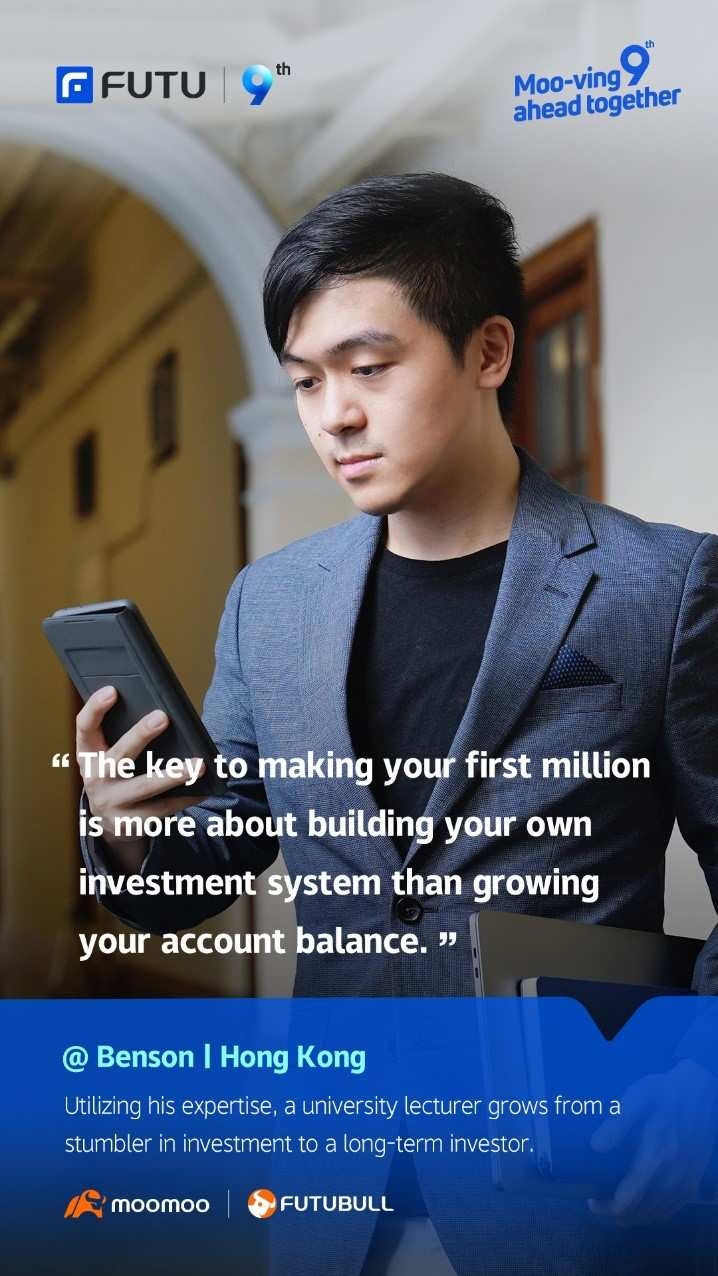 FUTU | 9th
Moo-ving 9th
ahead together
“ The key to making your first million
is more about building your own
investment system than growing
your account balance. ”
@ Benson | Hong Kong
Utilizing his expertise, a university lecturer grows from a
stumbler in investment to a long-term investor.
moomoo | FUTUBULL